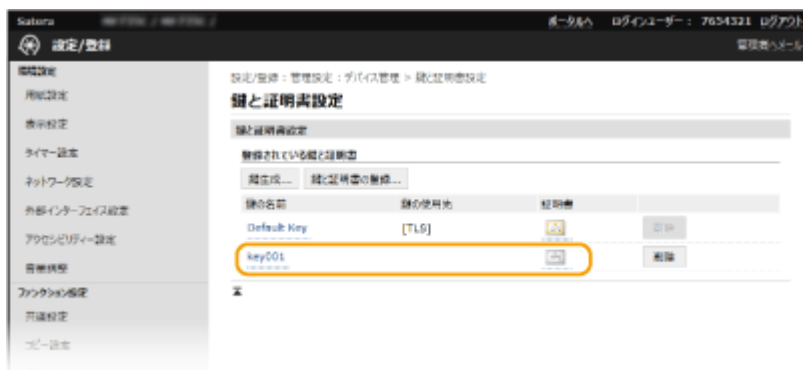 Satera
ポータルへ ログインユーザー: 7654321 ログアウト
設定/登録
管理者へメール
環境設定
用紙設定
表示設定
タイマー設定
ネットワーク設定
外部インターフェイス設定
アクセシビリティー設定
音量調整
ファンクション設定
共通設定
コピー設定
設定/登録 : 管理設定 : デバイス管理 > 鍵と証明書設定
鍵と証明書設定
鍵と証明書設定
登録されている鍵と証明書
鍵生成... 鍵と証明書の登録...
鍵の名前 鍵の使用先 証明書
Default Key [TLS] 削除
key001 削除